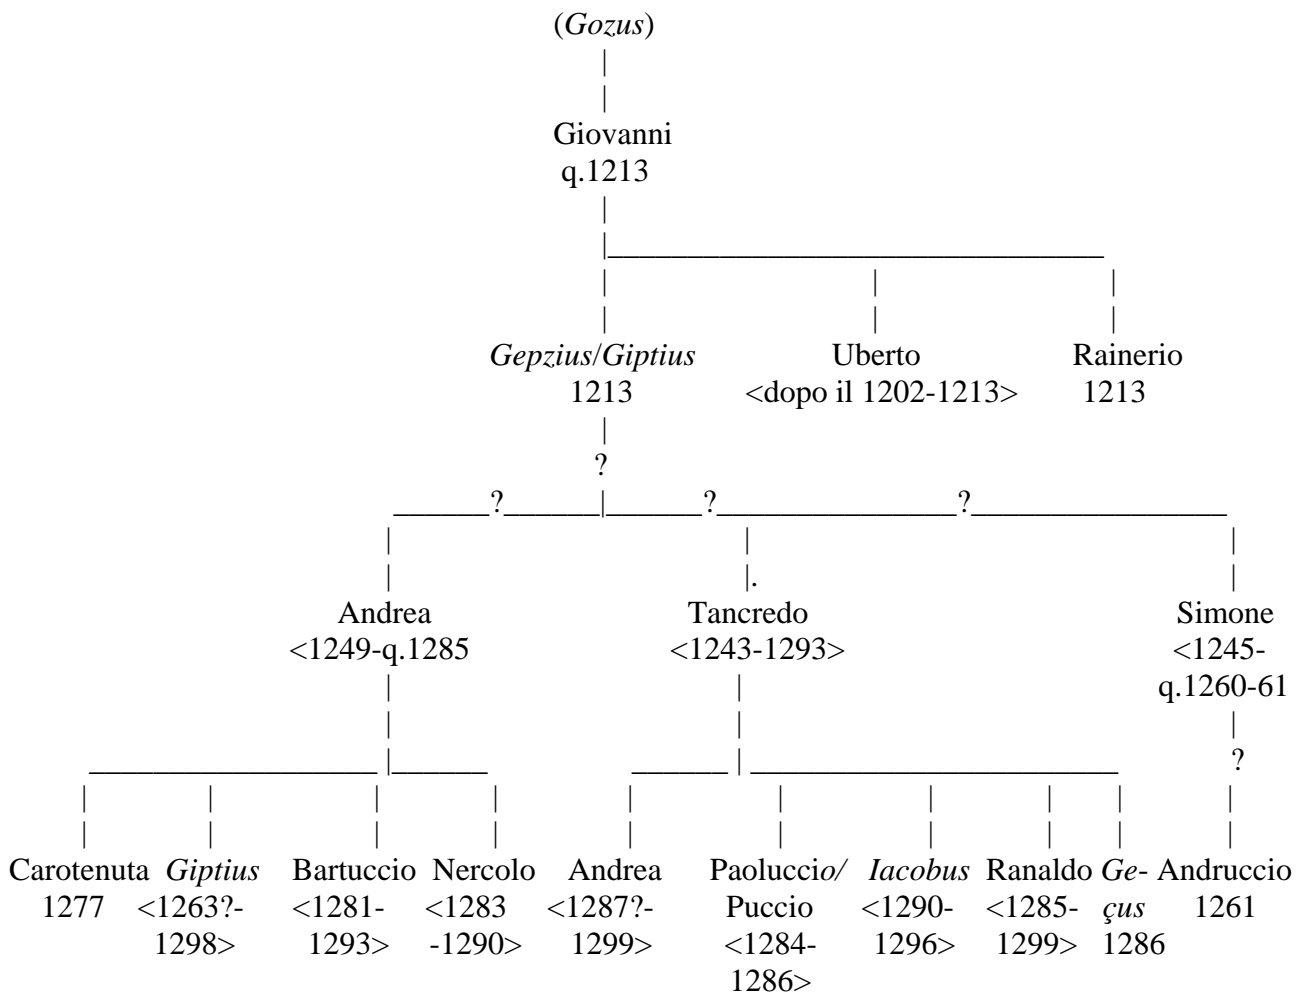 (Gozus)
Giovanni
q.1213
Gepzius/Giptius Uberto Rainerio
1213 <dopo il 1202-1213> 1213
?
? ? ?
Andrea Tancredo Simone
<1249-q.1285 <1243-1293> <1245-
q.1260-61
?
Carotenuta Giptius Bartuccio Nercolo Andrea Paoluccio/ Iacobus Ranaldo Ge- Andruccio
1277 <1263?- <1281- <1283 <1287?- Puccio <1290- <1285- çus 1261
1298> 1293> -1290> 1299> <1284- 1296> 1299> 1286
1286>